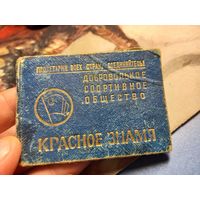 ПРОЛЕТАРИИ ВСЕХ СТРАН, СОЕДИНЯЙТЕСЬ
ДОБРОВОЛЬНОЕ
СПОРТИВНОЕ
ОБЩЕСТВО
КРАСНОЕ ЗНАМЯ